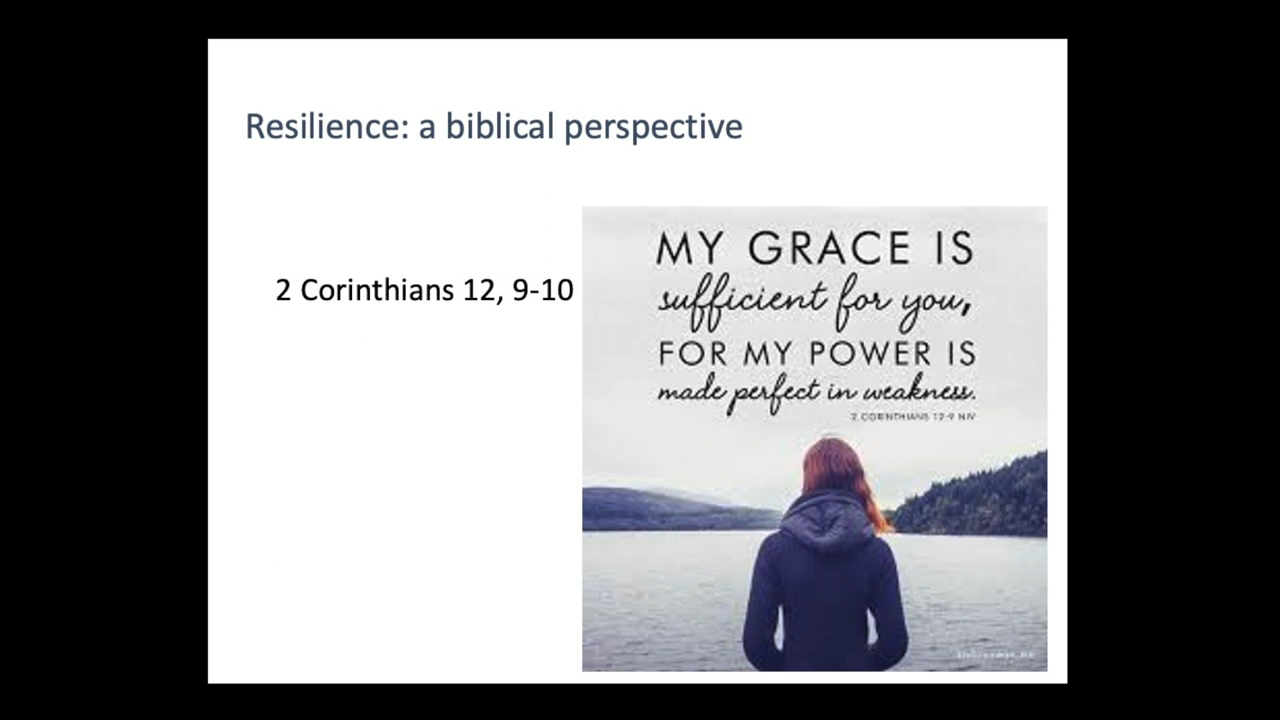 Resilience: a biblical perspective
2 Corinthians 12, 9-10
MY GRACE IS
sufficient for you,
FOR MY POWER IS
made perfect in weakness.
2 CORINTHIANS 12:9 NIV